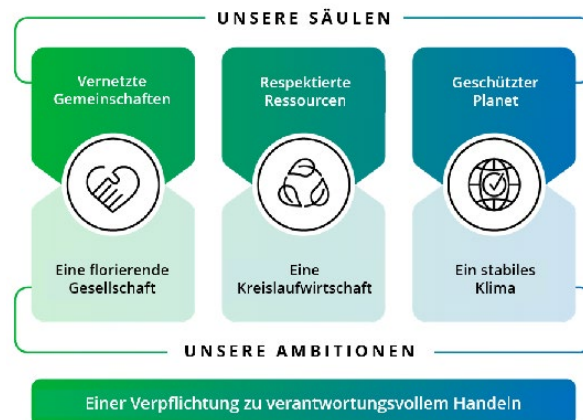 UNSERE SÄULEN
Vernetzte
Gemeinschaften
Respektierte
Ressourcen
Geschützter
Planet
Eine florierende
Gesellschaft
Eine
Kreislaufwirtschaft
Ein stabiles
Klima
UNSERE AMBITIONEN
Einer Verpflichtung zu verantwortungsvollem Handeln